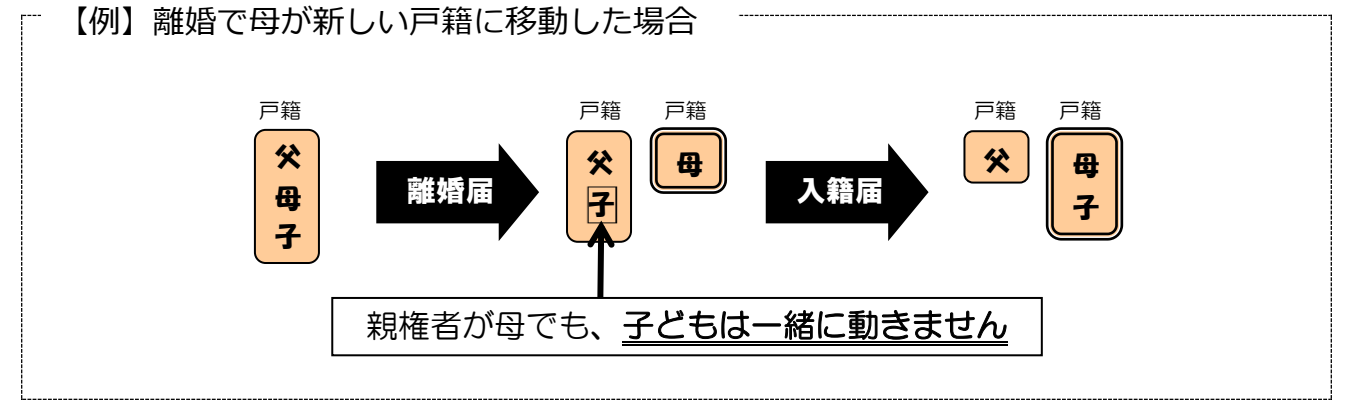 【例】離婚で母が新しい戸籍に移動した場合
戸籍
父
母
子
離婚届
戸籍
父
子
戸籍
母
入籍届
戸籍
父
戸籍
母
子
親権者が母でも、子どもは一緒に動きません